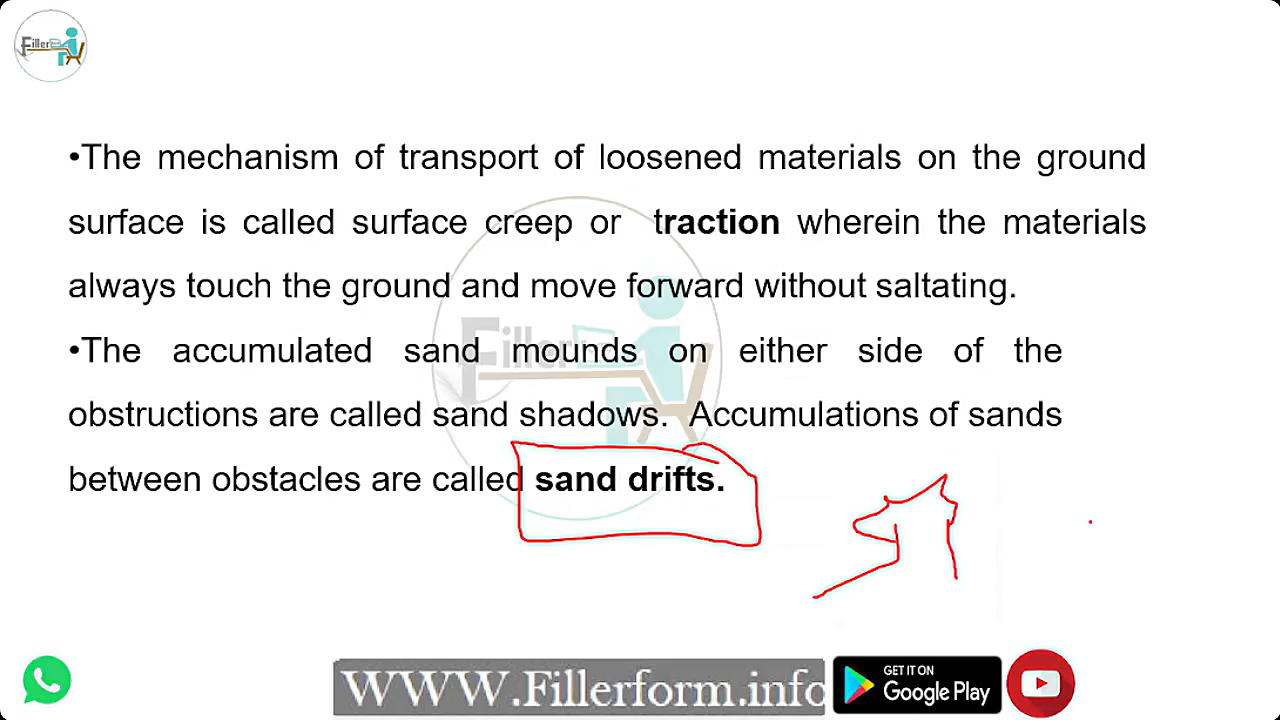 Filler
•The mechanism of transport of loosened materials on the ground
surface is called surface creep or traction wherein the materials
always touch the ground and move forward without saltating.
•The accumulated sand mounds on either side of the
obstructions are called sand shadows. Accumulations of sands
between obstacles are called sand drifts.
WWW.Fillerform.info
GET IT ON
Google Play